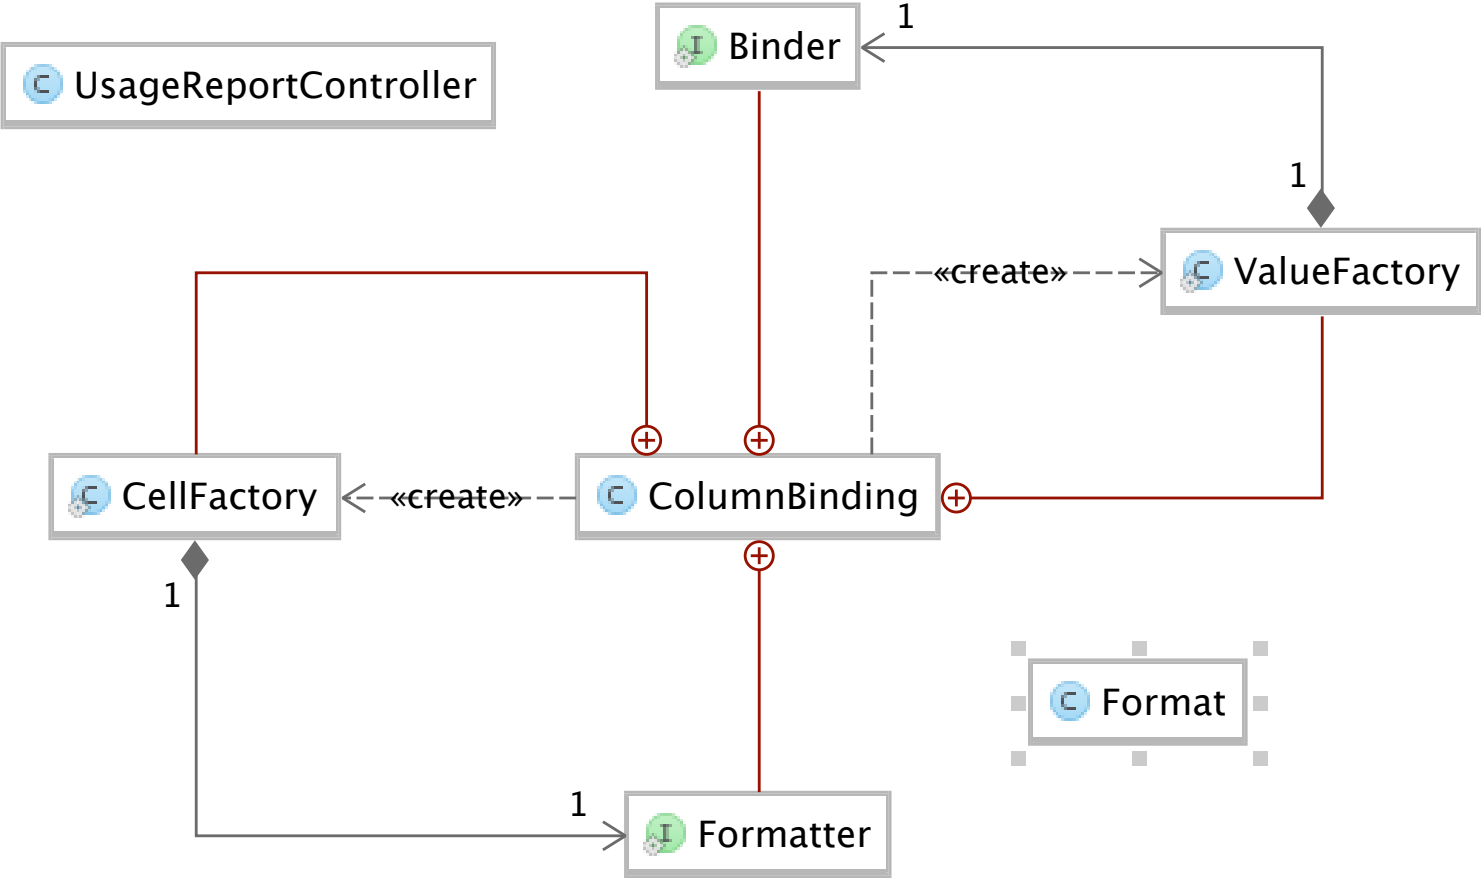 1
I Binder
C UsageReportController
1
«create»
C ValueFactory
C CellFactory
«create»
C ColumnBinding
1
C Format
1
I Formatter